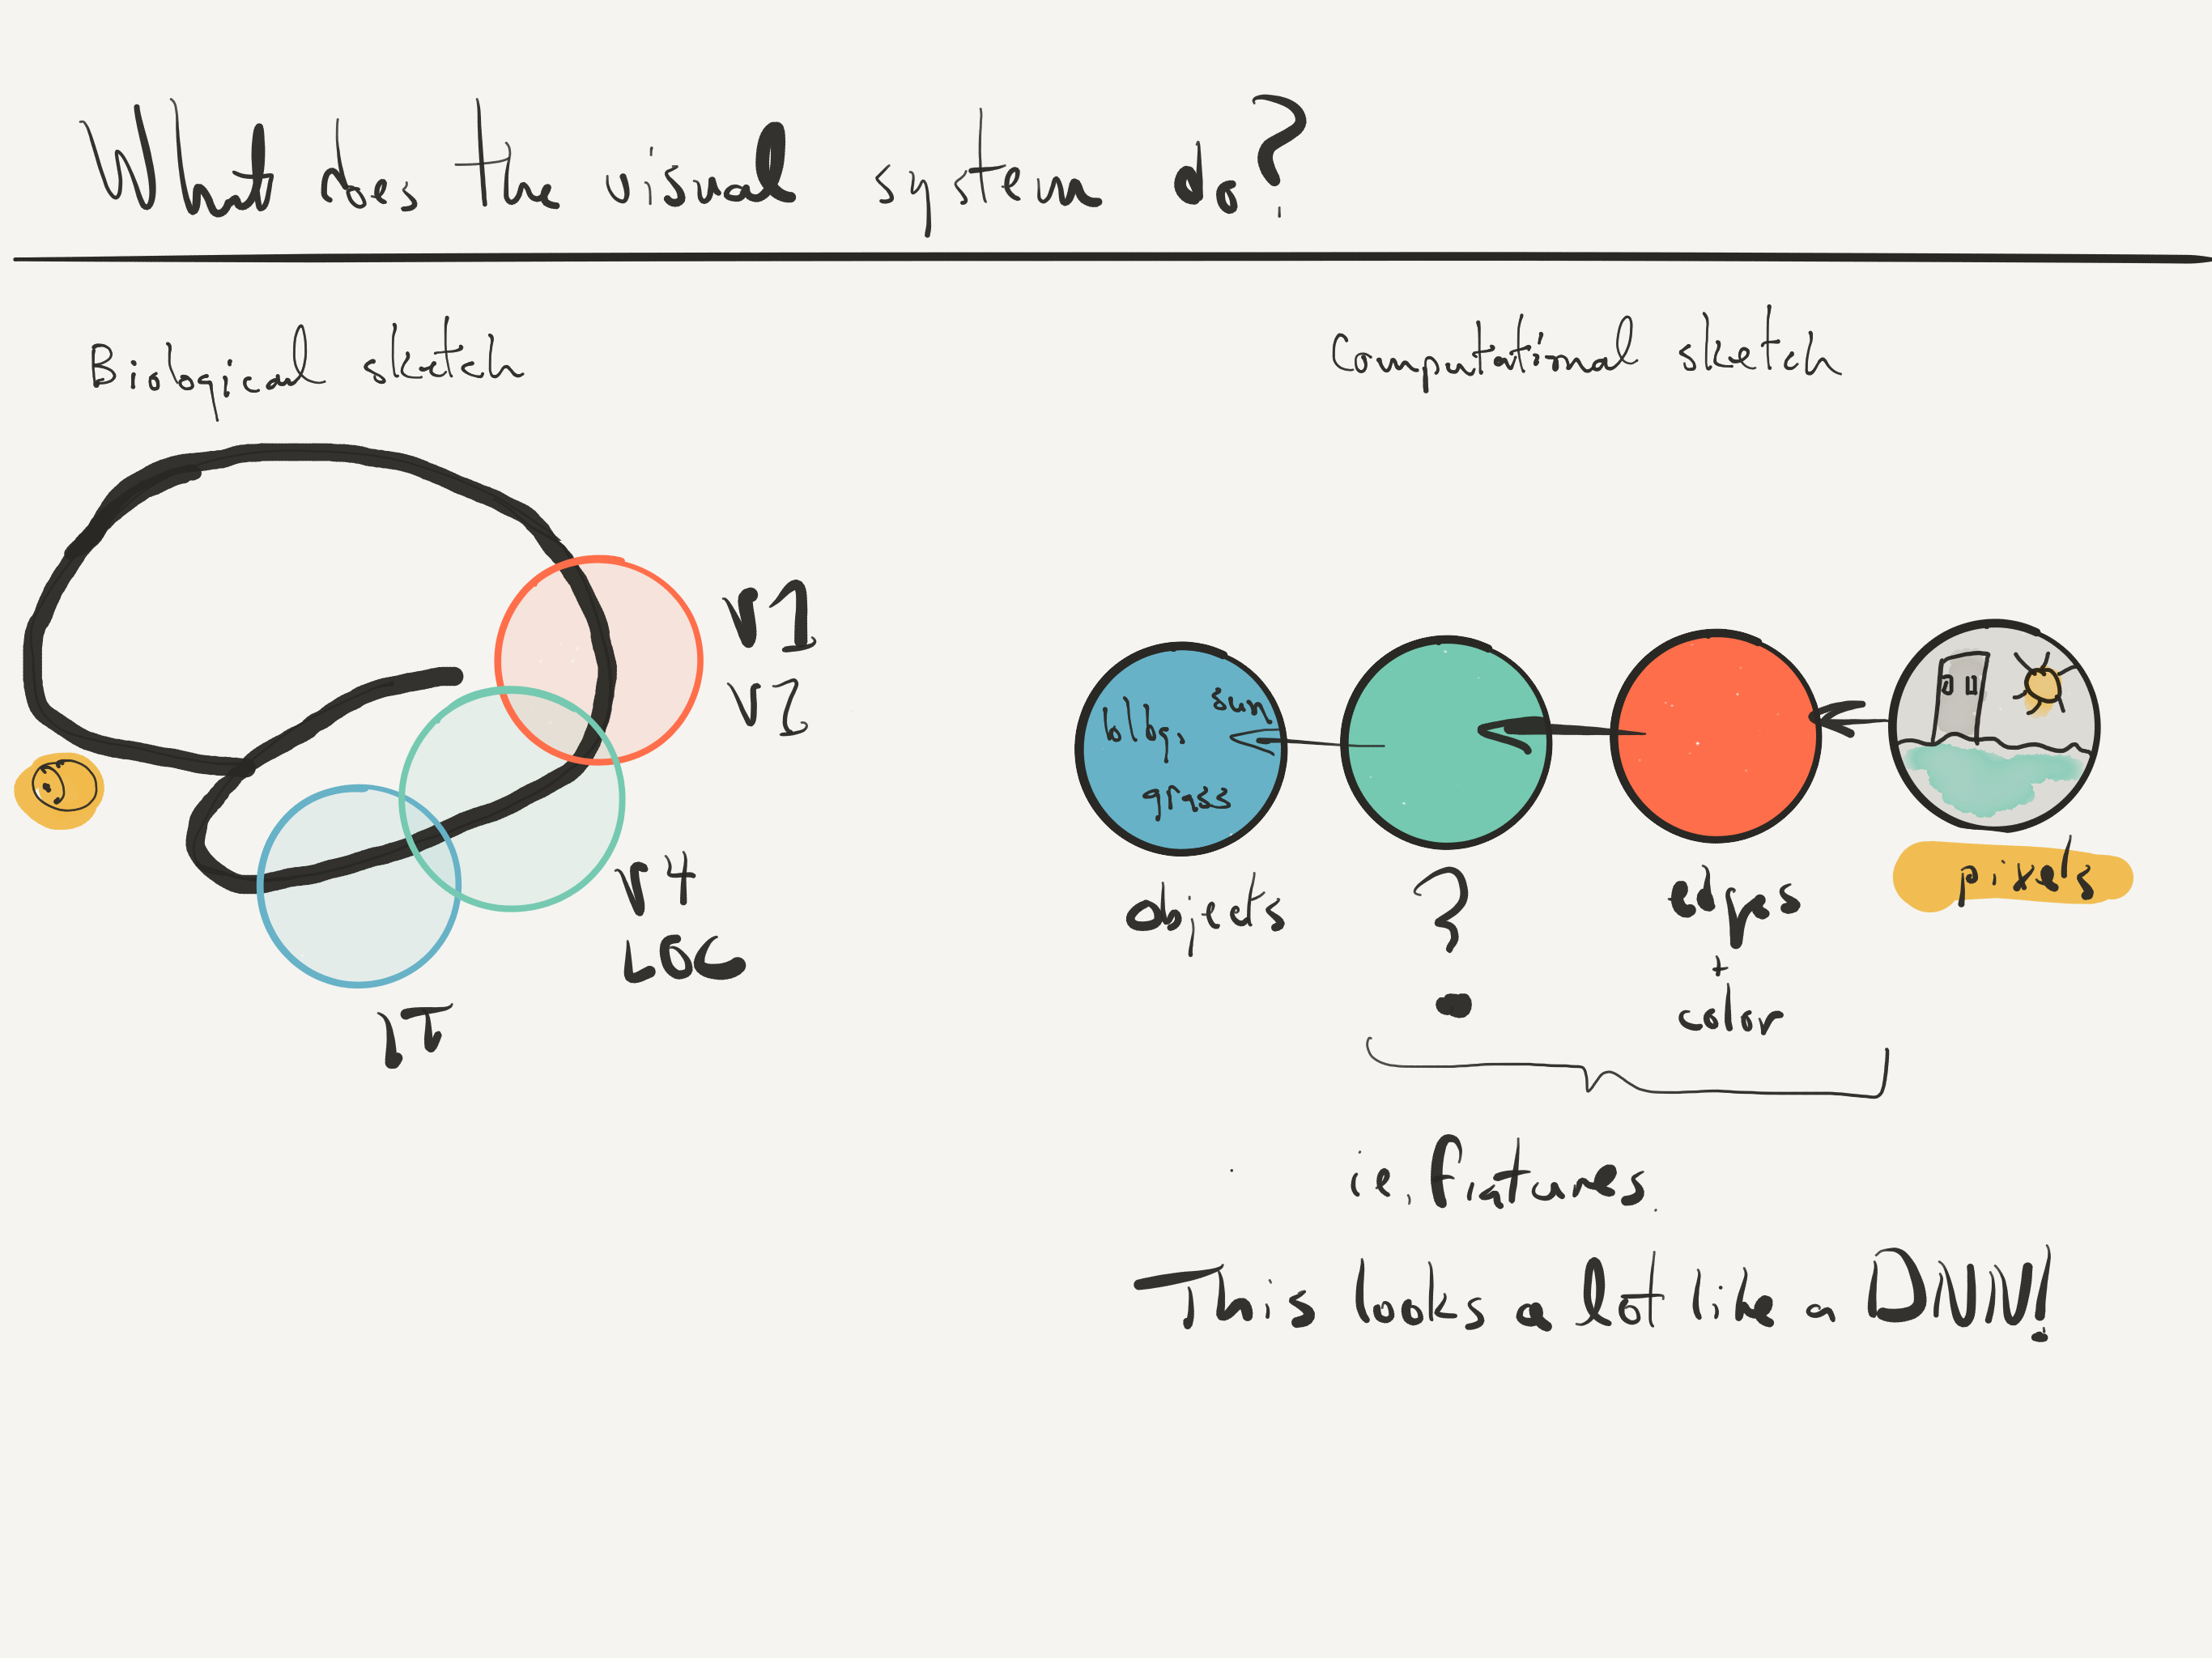 What does the visual system do?
Biological sketch
Computational sketch
V1
V2
V4
LOC
IT
sun
grass
objects
?
edges
+
color
pixels
ie. features.
This looks a lot like a DNN!